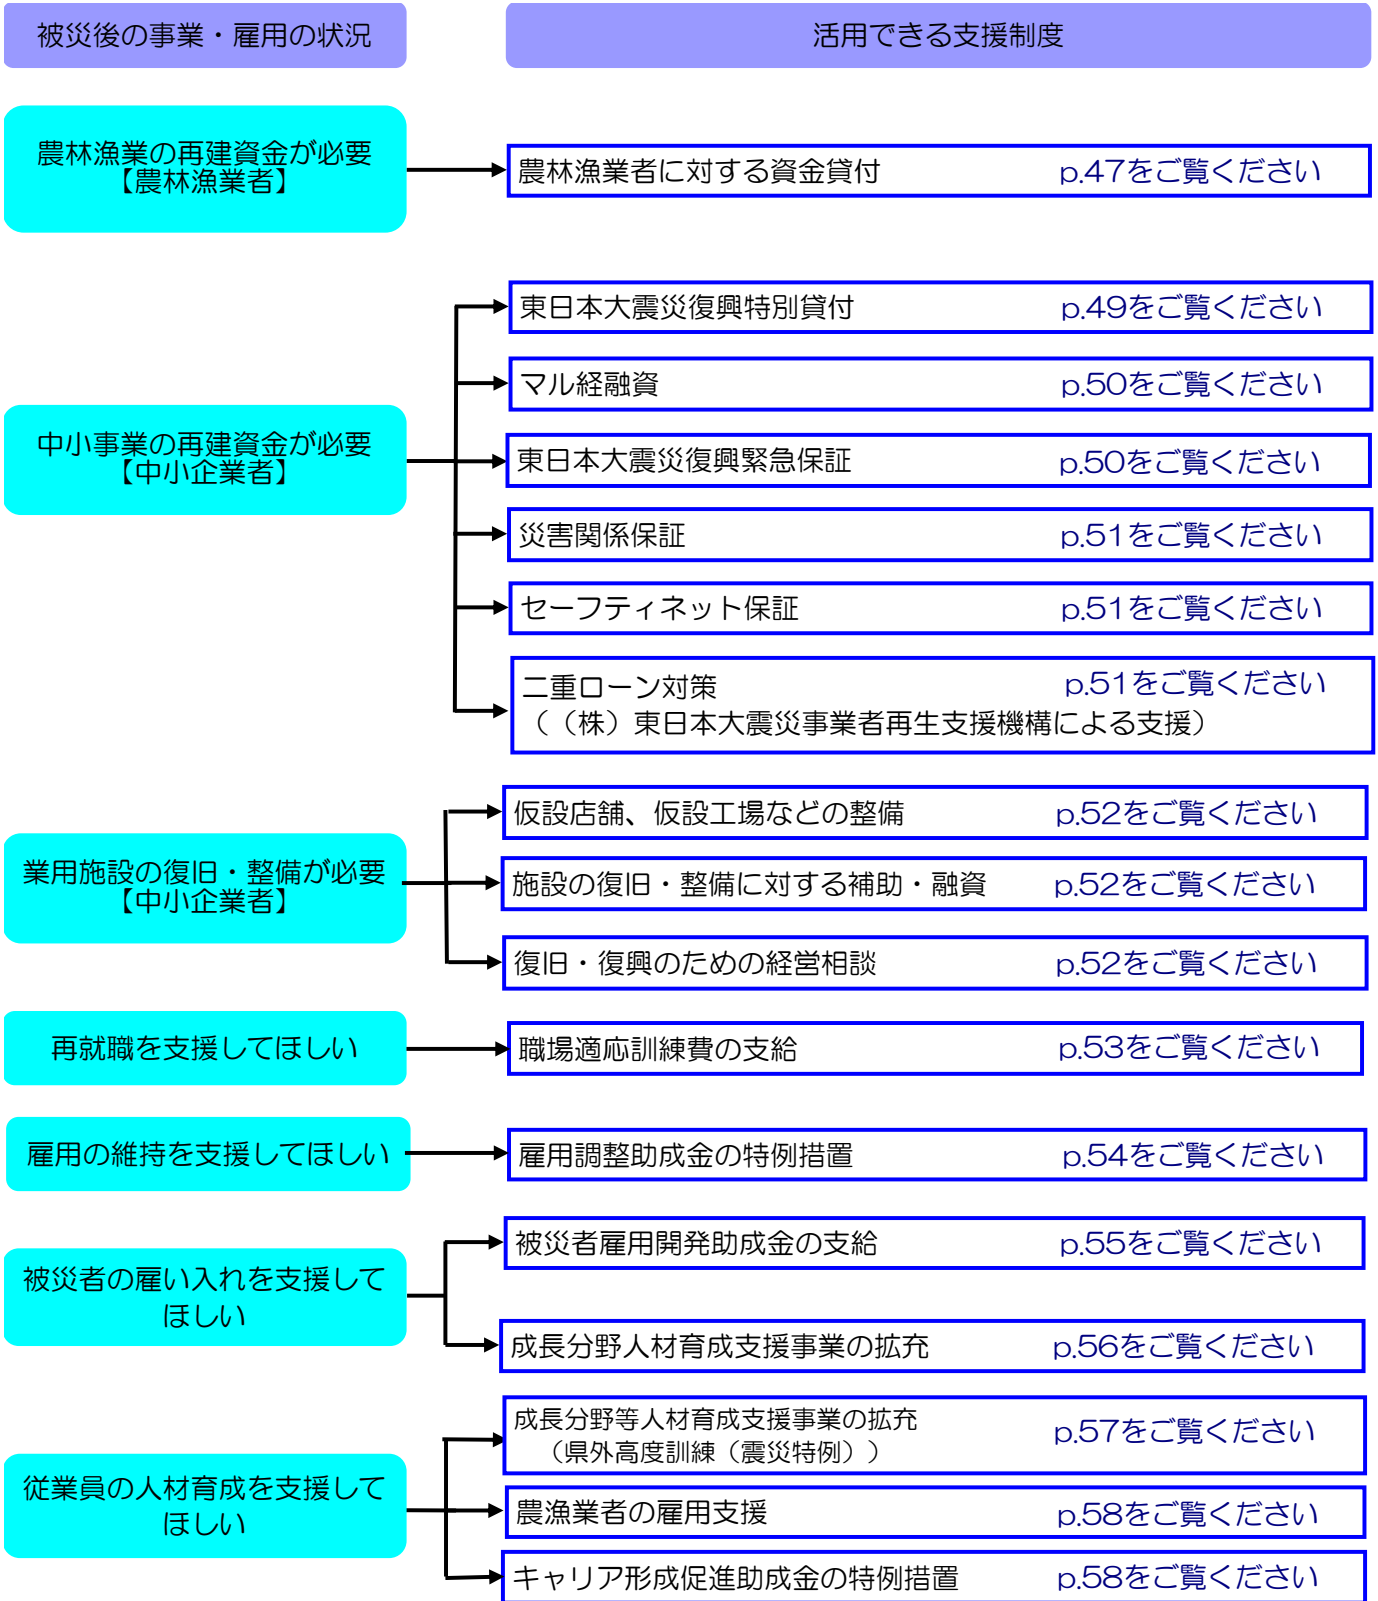 被災後の事業・雇用の状況
活用できる支援制度
農林漁業の再建資金が必要
【農林漁業者】
農林漁業者に対する資金貸付 p.47をご覧ください
中小事業の再建資金が必要
【中小企業者】
東日本大震災復興特別貸付 p.49をご覧ください
マル経融資 p.50をご覧ください
東日本大震災復興緊急保証 p.50をご覧ください
災害関係保証 p.51をご覧ください
セーフティネット保証 p.51をご覧ください
二重ローン対策 p.51をご覧ください
（（株）東日本大震災事業者再生支援機構による支援）
業用施設の復旧・整備が必要
【中小企業者】
仮設店舗、仮設工場などの整備 p.52をご覧ください
施設の復旧・整備に対する補助・融資 p.52をご覧ください
復旧・復興のための経営相談 p.52をご覧ください
再就職を支援してほしい
職場適応訓練費の支給 p.53をご覧ください
雇用の維持を支援してほしい
雇用調整助成金の特例措置 p.54をご覧ください
被災者の雇い入れを支援して
ほしい
被災者雇用開発助成金の支給 p.55をご覧ください
成長分野人材育成支援事業の拡充 p.56をご覧ください
従業員の人材育成を支援して
ほしい
成長分野等人材育成支援事業の拡充 p.57をご覧ください
（県外高度訓練（震災特例））
農漁業者の雇用支援 p.58をご覧ください
キャリア形成促進助成金の特例措置 p.58をご覧ください